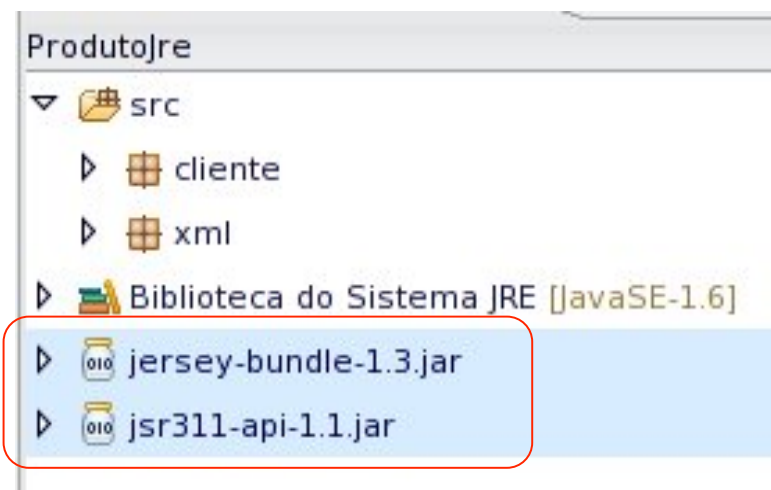 ProdutoJre
src
cliente
xml
Biblioteca do Sistema JRE [JavaSE-1.6]
jersey-bundle-1.3.jar
jsr311-api-1.1.jar